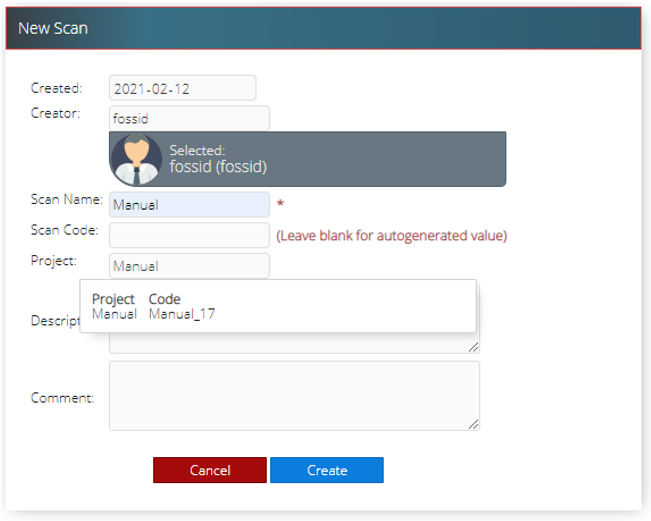 New Scan
Created: 2021-02-12
Creator: fossid
Selected:
fossid (fossid)
Scan Name: Manual *
Scan Code: (Leave blank for autogenerated value)
Project: Manual
Project Code
Manual Manual_17
Descript
Comment:
Cancel Create